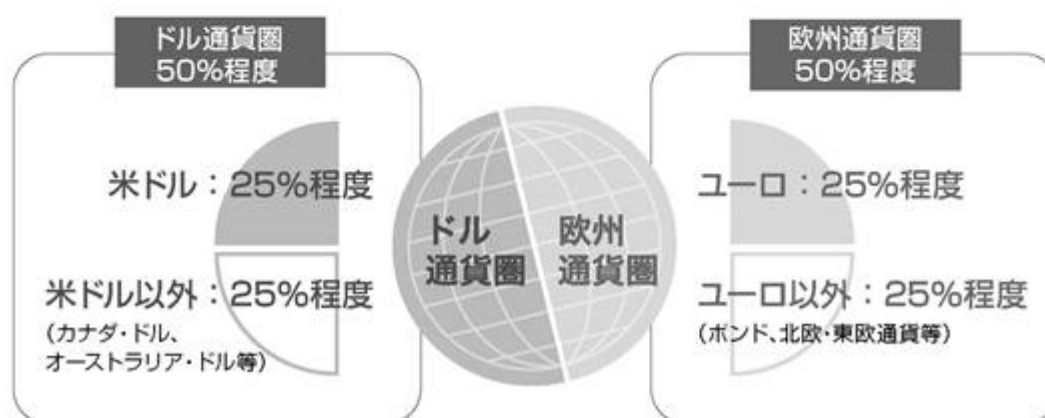 ドル通貨圏
50%程度
米ドル：25%程度
米ドル以外：25%程度
(カナダ・ドル、
オーストラリア・ドル等)
ドル
通貨圏
欧州
通貨圏
欧州通貨圏
50%程度
ユーロ：25%程度
ユーロ以外：25%程度
(ポンド、北欧・東欧通貨等)